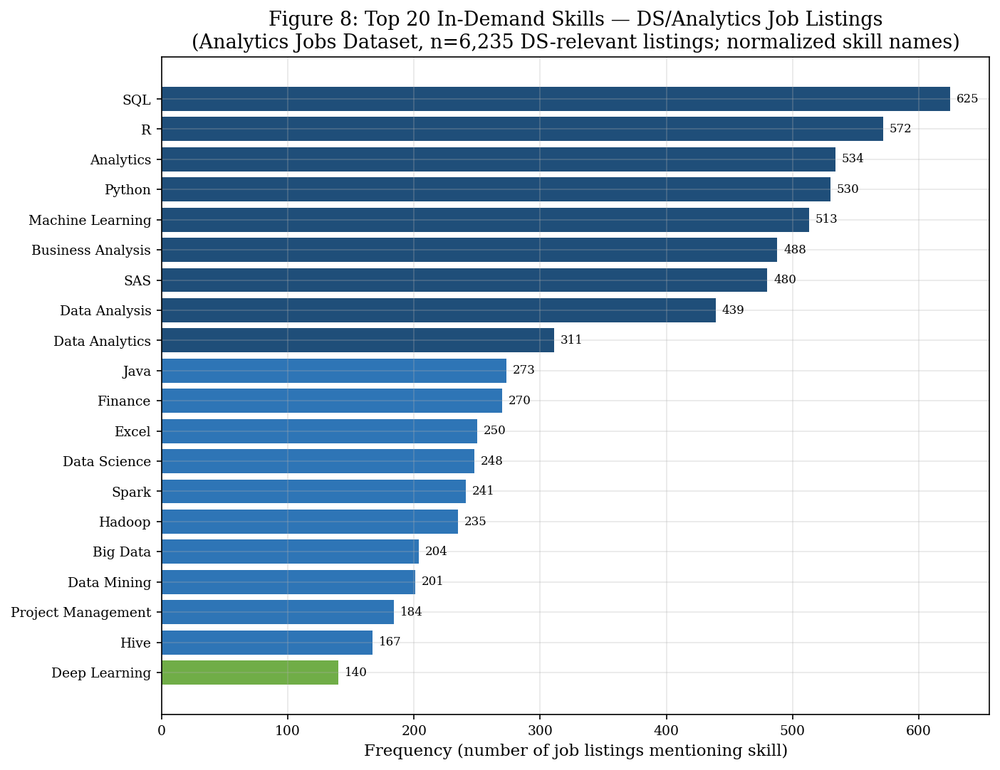 Figure 8: Top 20 In-Demand Skills — DS/Analytics Job Listings
(Analytics Jobs Dataset, n=6,235 DS-relevant listings; normalized skill names)
SQL 625
R 572
Analytics 534
Python 530
Machine Learning 513
Business Analysis 488
SAS 480
Data Analysis 439
Data Analytics 311
Java 273
Finance 270
Excel 250
Data Science 248
Spark 241
Hadoop 235
Big Data 204
Data Mining 201
Project Management 184
Hive 167
Deep Learning 140
0 100 200 300 400 500 600
Frequency (number of job listings mentioning skill)